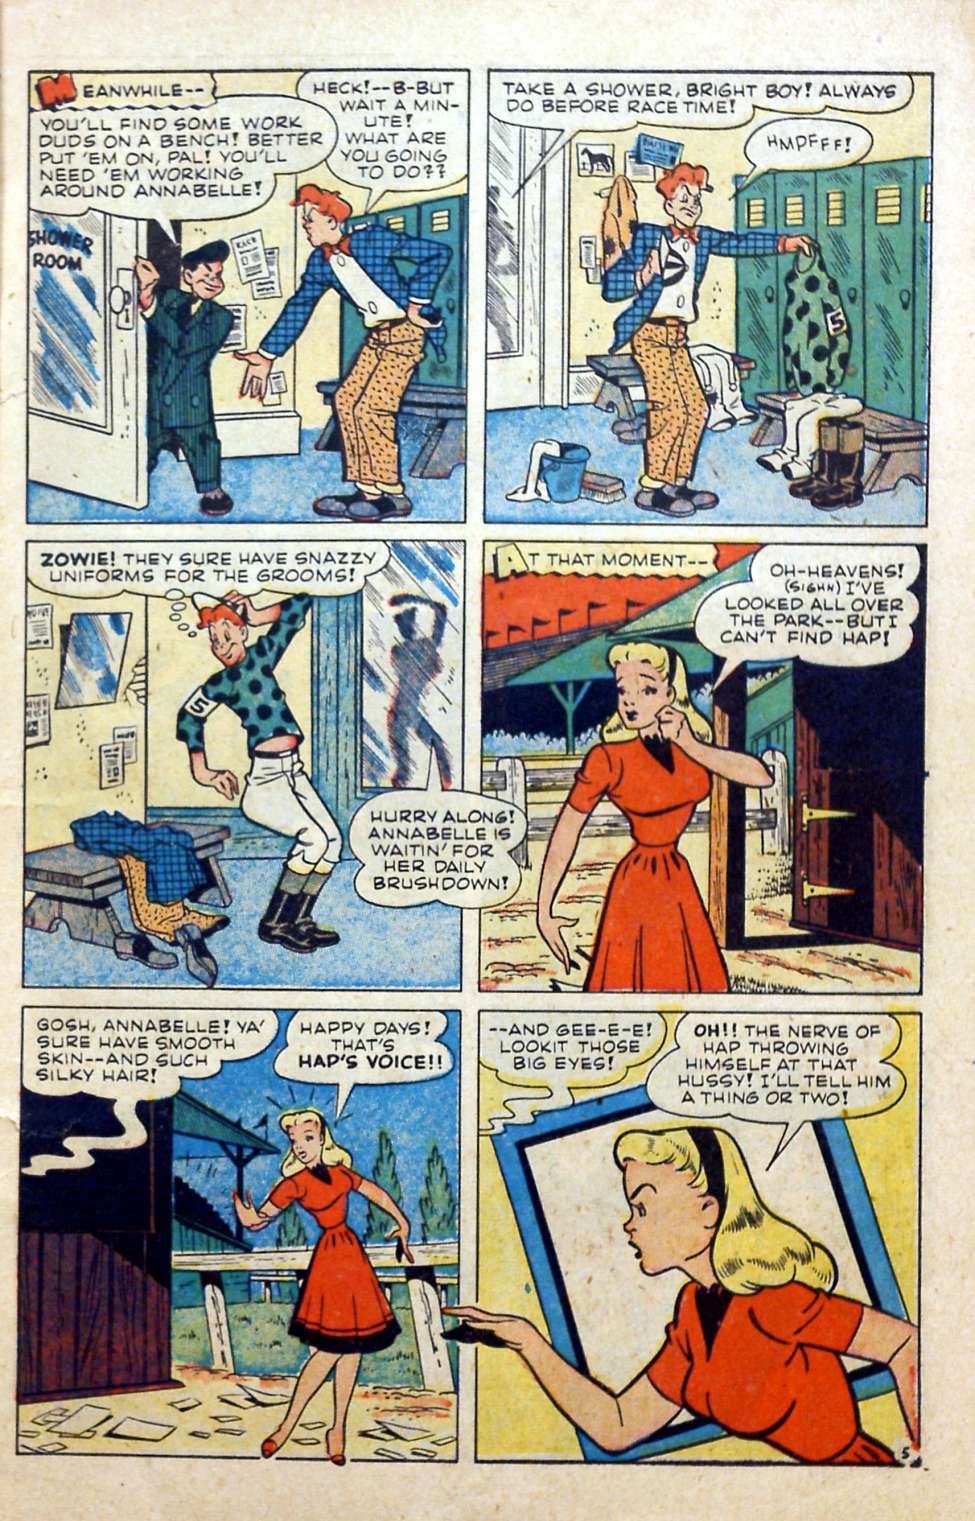 MEANWHILE--
YOU'LL FIND SOME WORK
DUDS ON A BENCH! BETTER
PUT 'EM ON, PAL! YOU'LL
NEED 'EM WORKING
AROUND ANNABELLE!
HECK!--B-BUT
WAIT A MIN-
UTE!
WHAT ARE
YOU GOING
TO DO??
SHOWER
ROOM
RACE
TAKE A SHOWER, BRIGHT BOY! ALWAYS
DO BEFORE RACE TIME!
HMPFFF!
5
ZOWIE! THEY SURE HAVE SNAZZY
UNIFORMS FOR THE GROOMS!
5
HURRY ALONG!
ANNABELLE IS
WAITIN' FOR
HER DAILY
BRUSHDOWN!
AT THAT MOMENT--
OH-HEAVENS!
(SIGHH) I'VE
LOOKED ALL OVER
THE PARK--BUT I
CAN'T FIND HAP!
GOSH, ANNABELLE! YA'
SURE HAVE SMOOTH
SKIN--AND SUCH
SILKY HAIR!
HAPPY DAYS!
THAT'S
HAP'S VOICE!!
--AND GEE-E-E!
LOOKIT THOSE
BIG EYES!
OH!! THE NERVE OF
HAP THROWING
HIMSELF AT THAT
HUSSY! I'LL TELL HIM
A THING OR TWO!
5